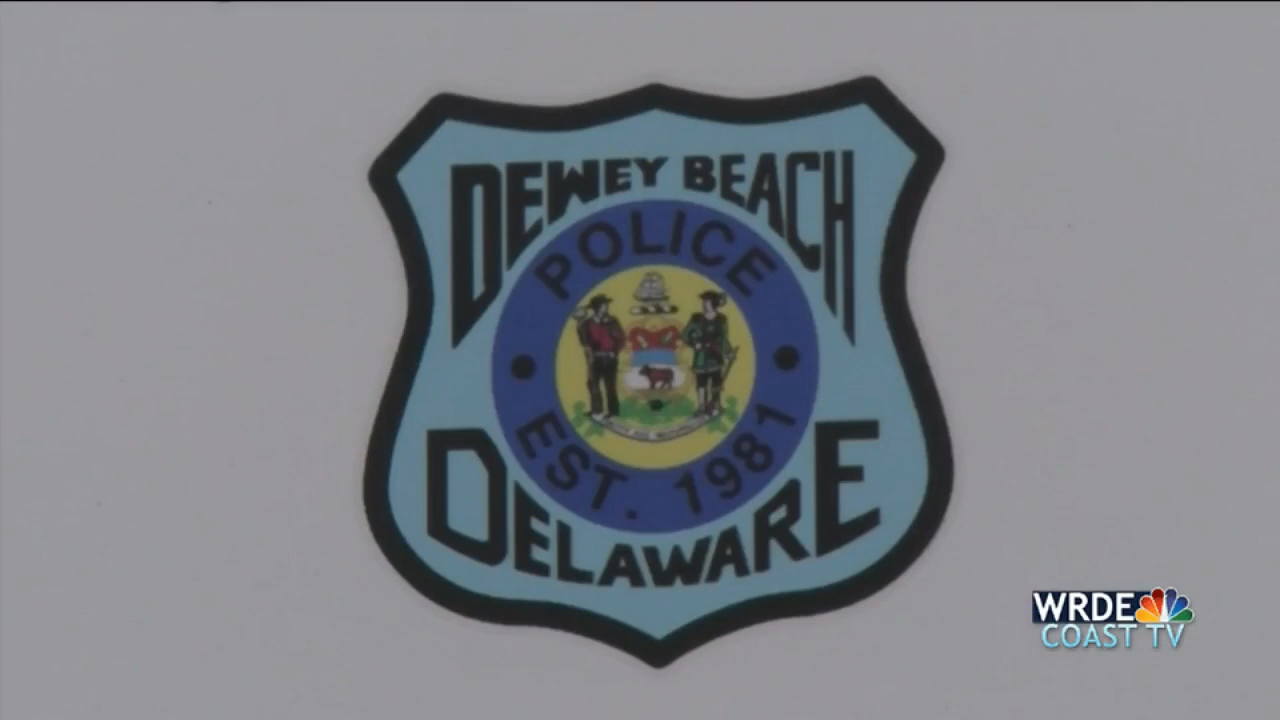 DEWEY BEACH
POLICE
EST. 1981
DELAWARE
WRDE
COAST TV